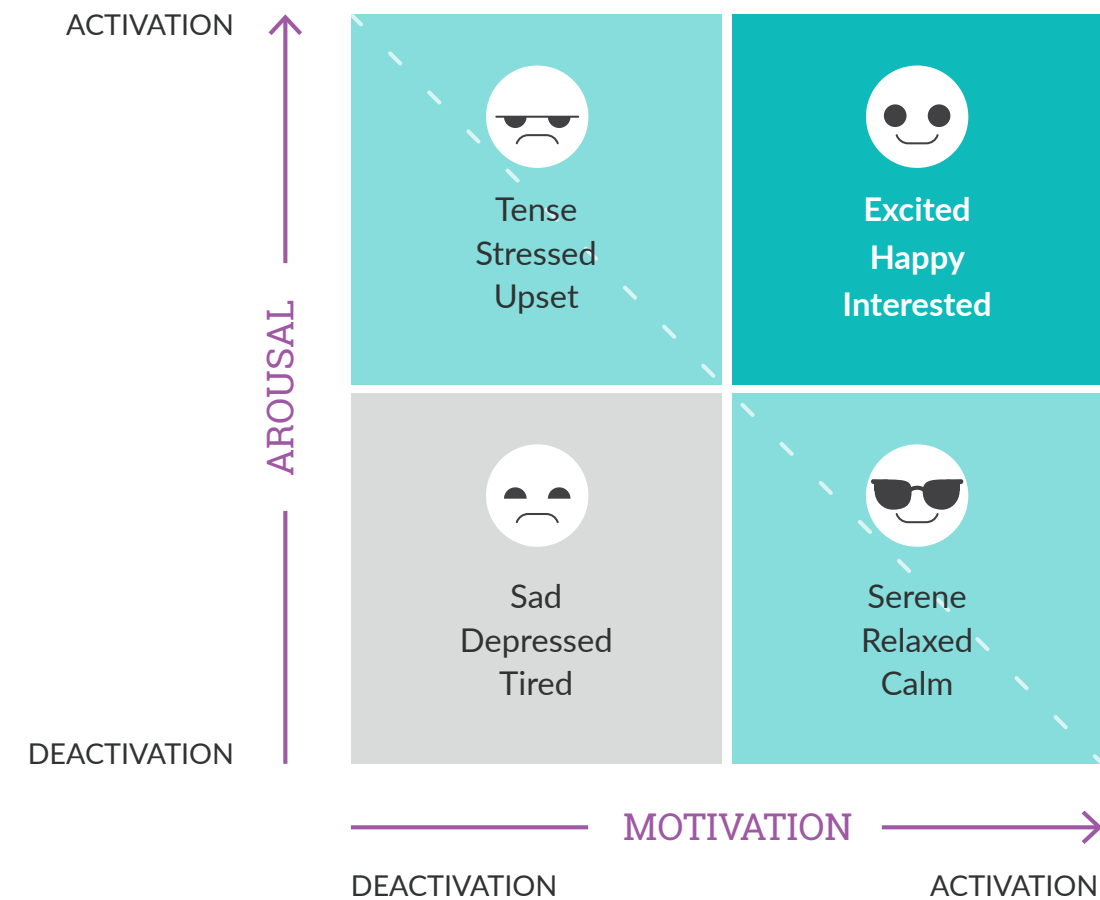 ACTIVATION
Tense
Stressed
Upset
Excited
Happy
Interested
AROUSAL
Sad
Depressed
Tired
Serene
Relaxed
Calm
DEACTIVATION
MOTIVATION
DEACTIVATION
ACTIVATION